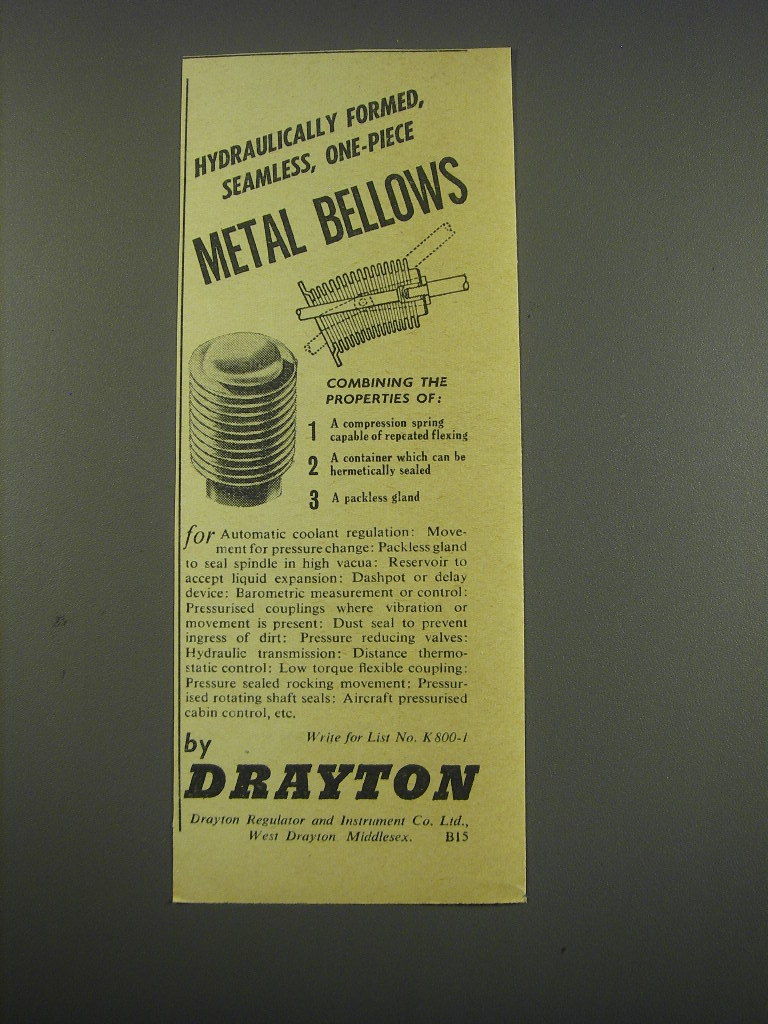 HYDRAULICALLY FORMED,
SEAMLESS, ONE-PIECE
METAL BELLOWS
COMBINING THE
PROPERTIES OF:
1 A compression spring
capable of repeated flexing
2 A container which can be
hermetically sealed
3 A packless gland
for Automatic coolant regulation: Move-
ment for pressure change: Packless gland
to seal spindle in high vacua: Reservoir to
accept liquid expansion: Dashpot or delay
device: Barometric measurement or control:
Pressurised couplings where vibration or
movement is present: Dust seal to prevent
ingress of dirt: Pressure reducing valves:
Hydraulic transmission: Distance thermo-
static control: Low torque flexible coupling:
Pressure sealed rocking movement: Pressur-
ised rotating shaft seals: Aircraft pressurised
cabin control, etc.
Write for List No. K800-1
by
DRAYTON
Drayton Regulator and Instrument Co. Ltd.,
West Drayton Middlesex. B15